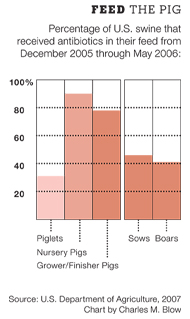 FEED THE PIG
Percentage of U.S. swine that
received antibiotics in their feed from
December 2005 through May 2006:
100%
80
60
40
20
Piglets
Nursery Pigs
Grower/Finisher Pigs
Sows
Boars
Source: U.S. Department of Agriculture, 2007
Chart by Charles M. Blow